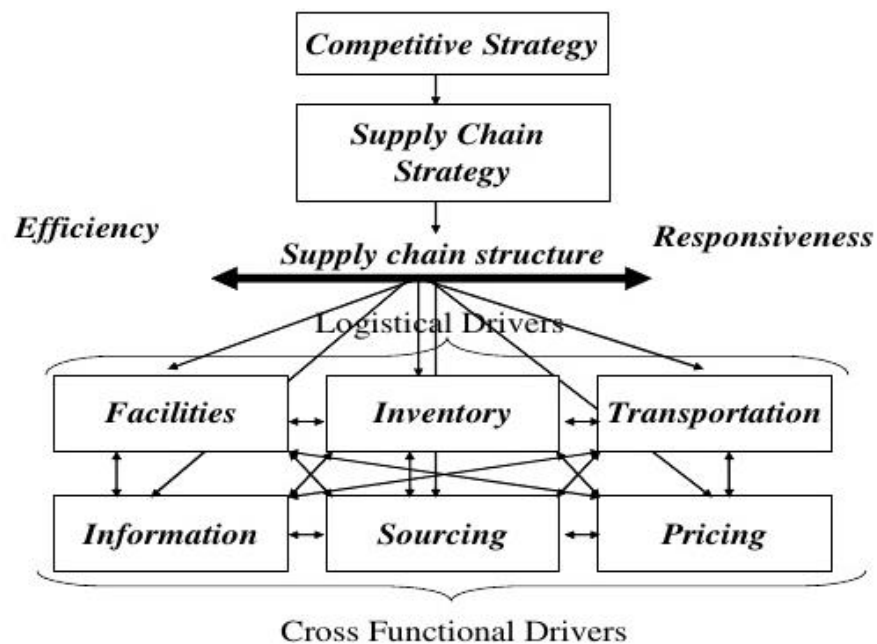 Competitive Strategy
Supply Chain
Strategy
Efficiency
Responsiveness
Supply chain structure
Logistical Drivers
Facilities
Inventory
Transportation
Information
Sourcing
Pricing
Cross Functional Drivers